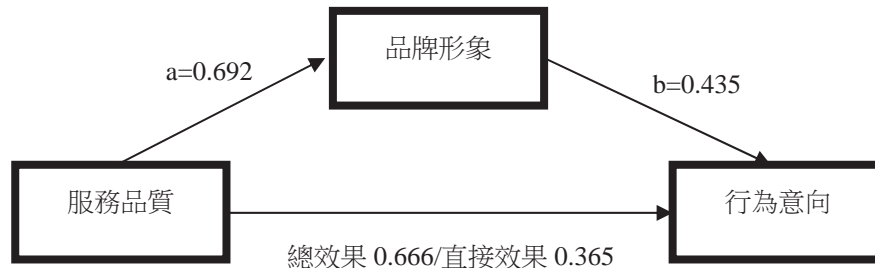 品牌形象
a=0.692
b=0.435
服務品質
行為意向
總效果 0.666/直接效果 0.365